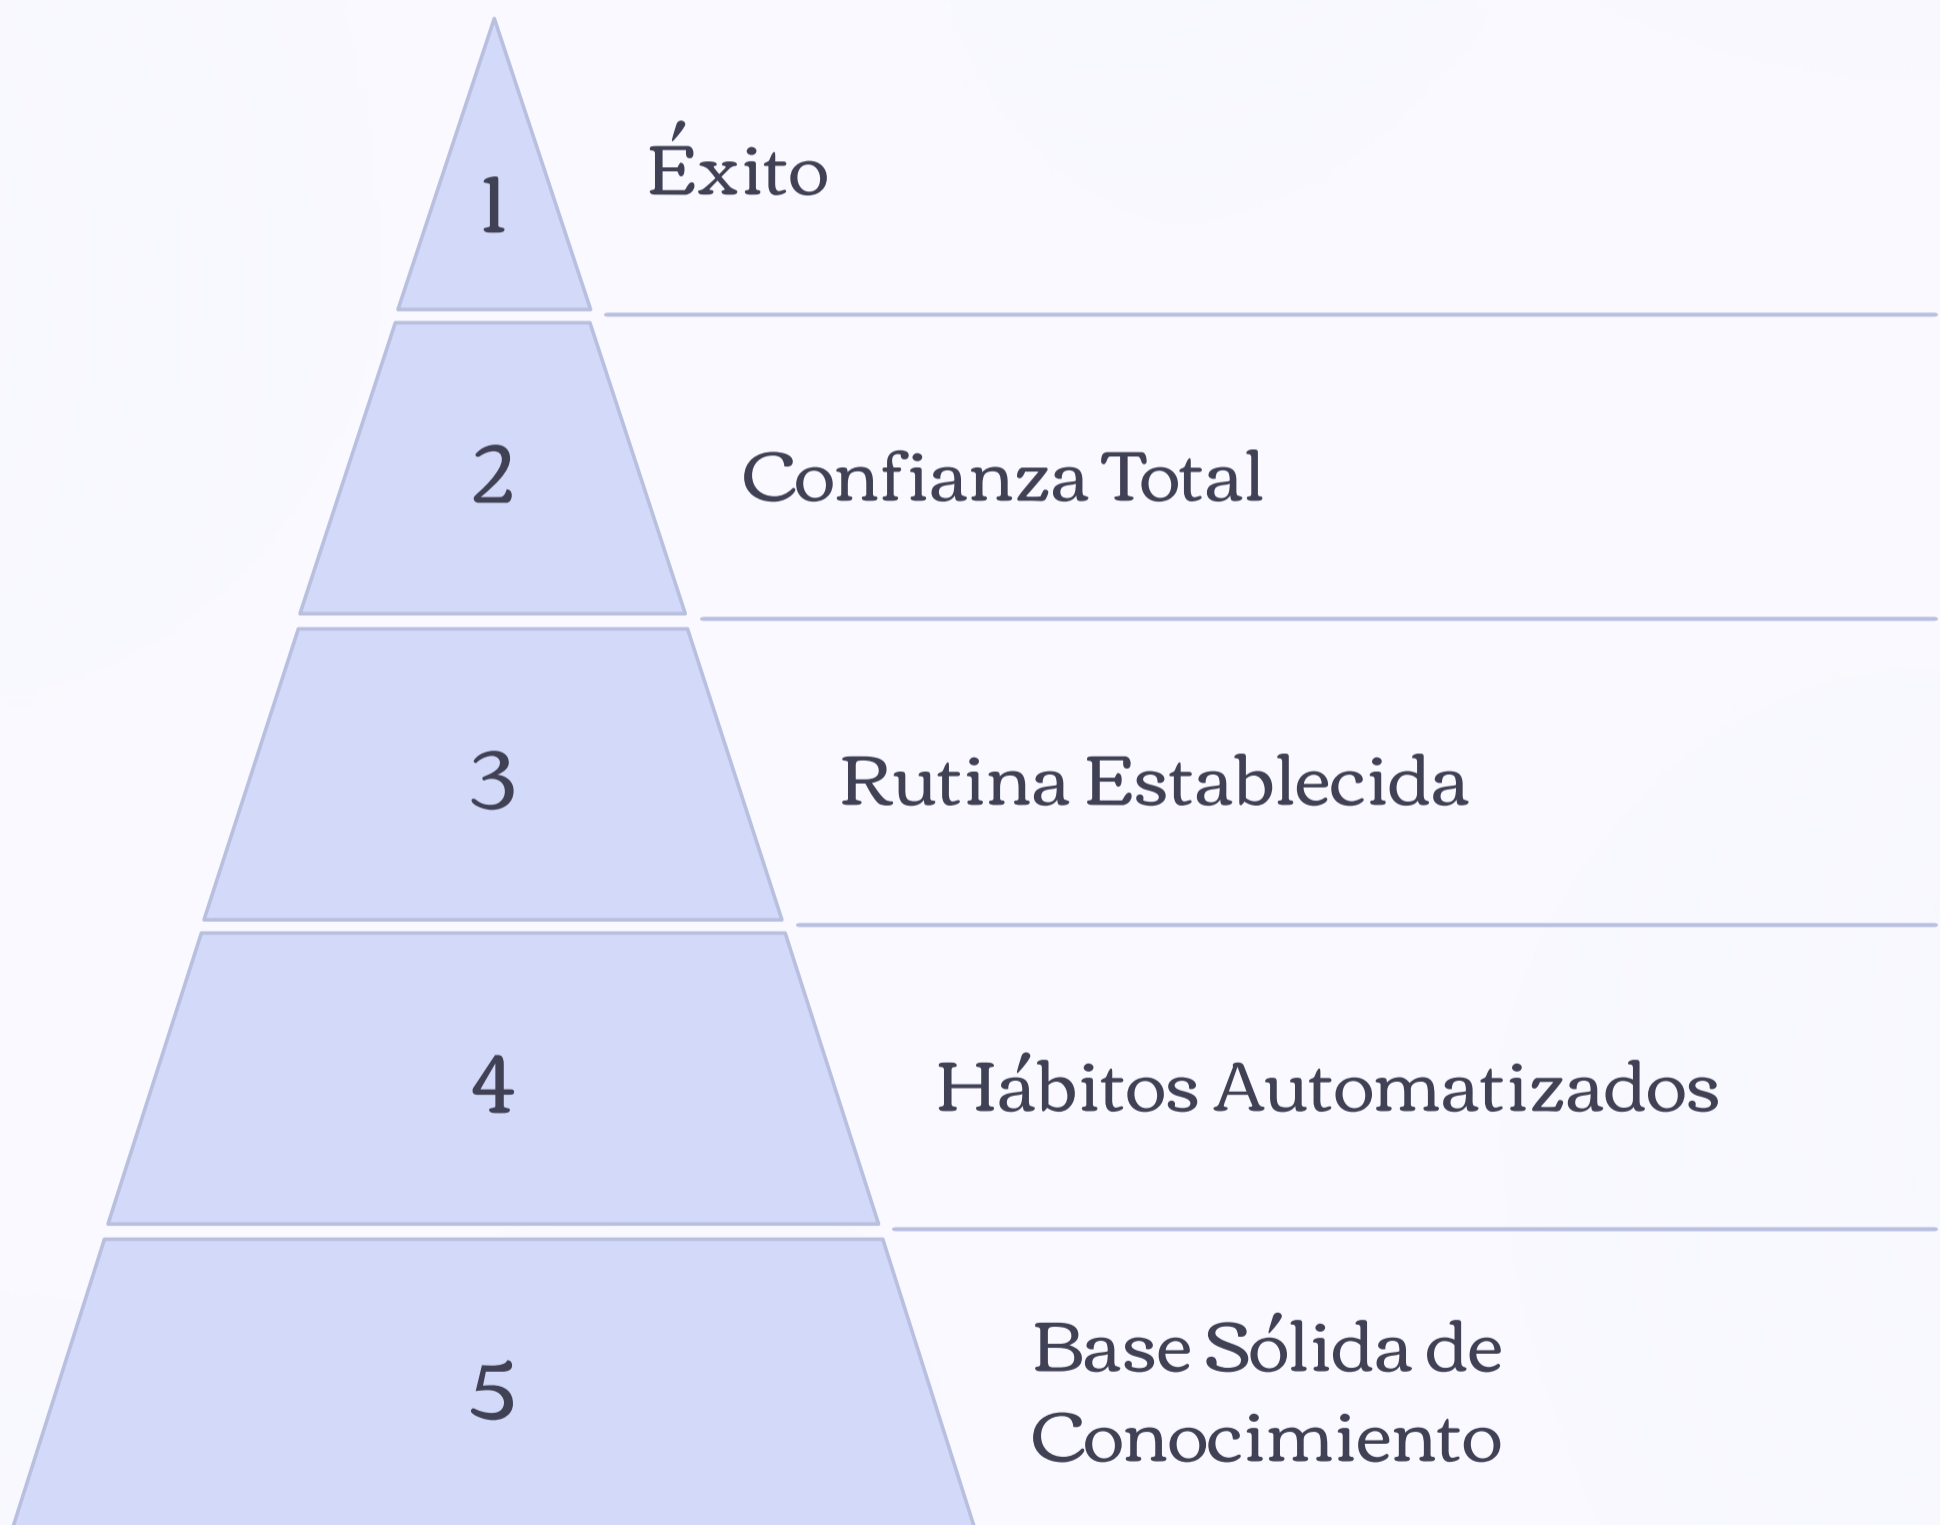 1
Éxito
2
Confianza Total
3
Rutina Establecida
4
Hábitos Automatizados
5
Base Sólida de
Conocimiento